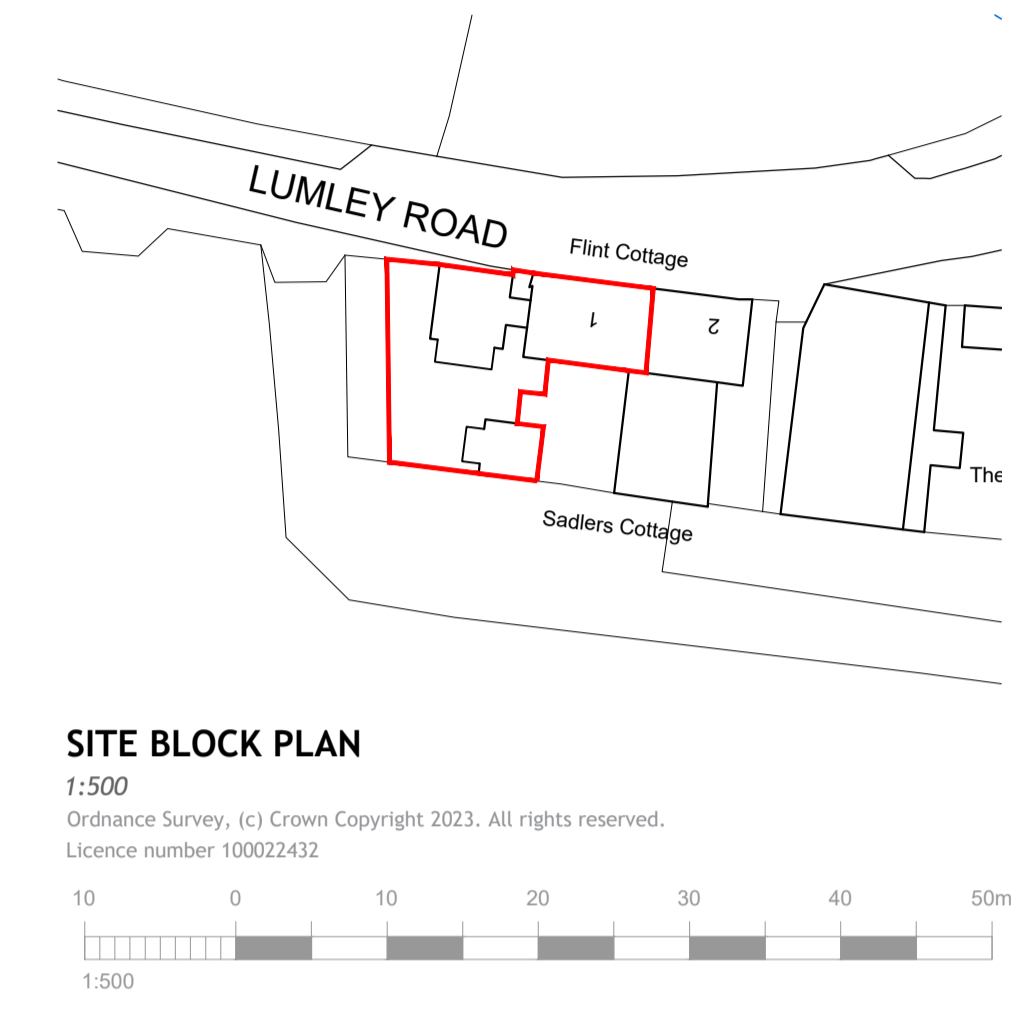 LUMLEY ROAD
Flint Cottage
1
2
The
Sadlers Cottage
SITE BLOCK PLAN
1:500
Ordnance Survey, (c) Crown Copyright 2023. All rights reserved.
Licence number 100022432
10 0 10 20 30 40 50m
1:500